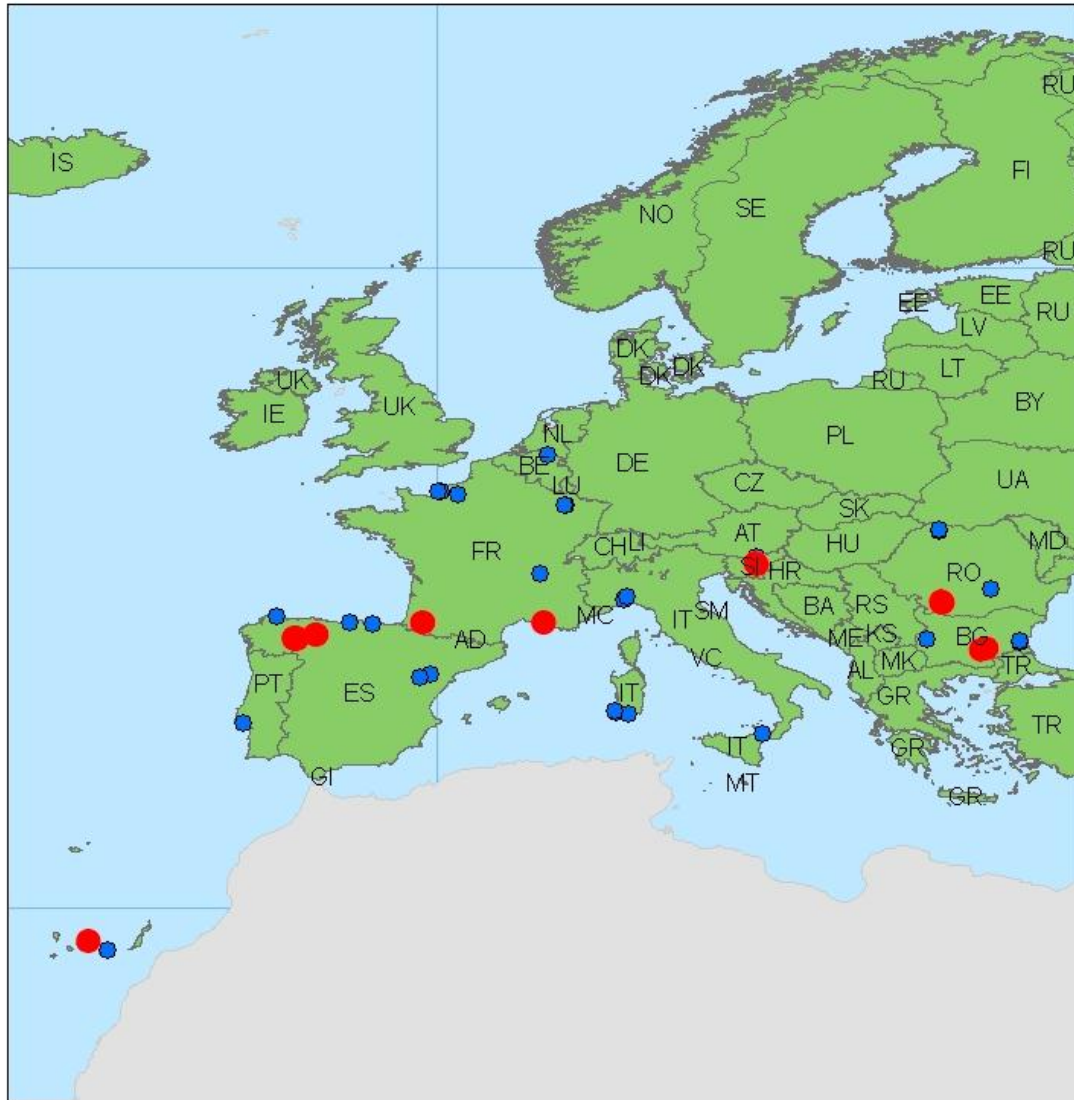 RU
IS
FI
NO
SE
RU
EE
EE
RU
LV
DK
DK
LT
DK
RU
UK
BY
IE
UK
PL
NL
DE
BE
CZ
UA
LU
SK
AT
MD
HU
FR
CH
LI
RO
SI
HR
BA
RS
MC
SM
IT
AD
ME
KS
BG
VC
MK
TR
PT
AL
ES
IT
GR
TR
IT
GR
GI
MT
GR